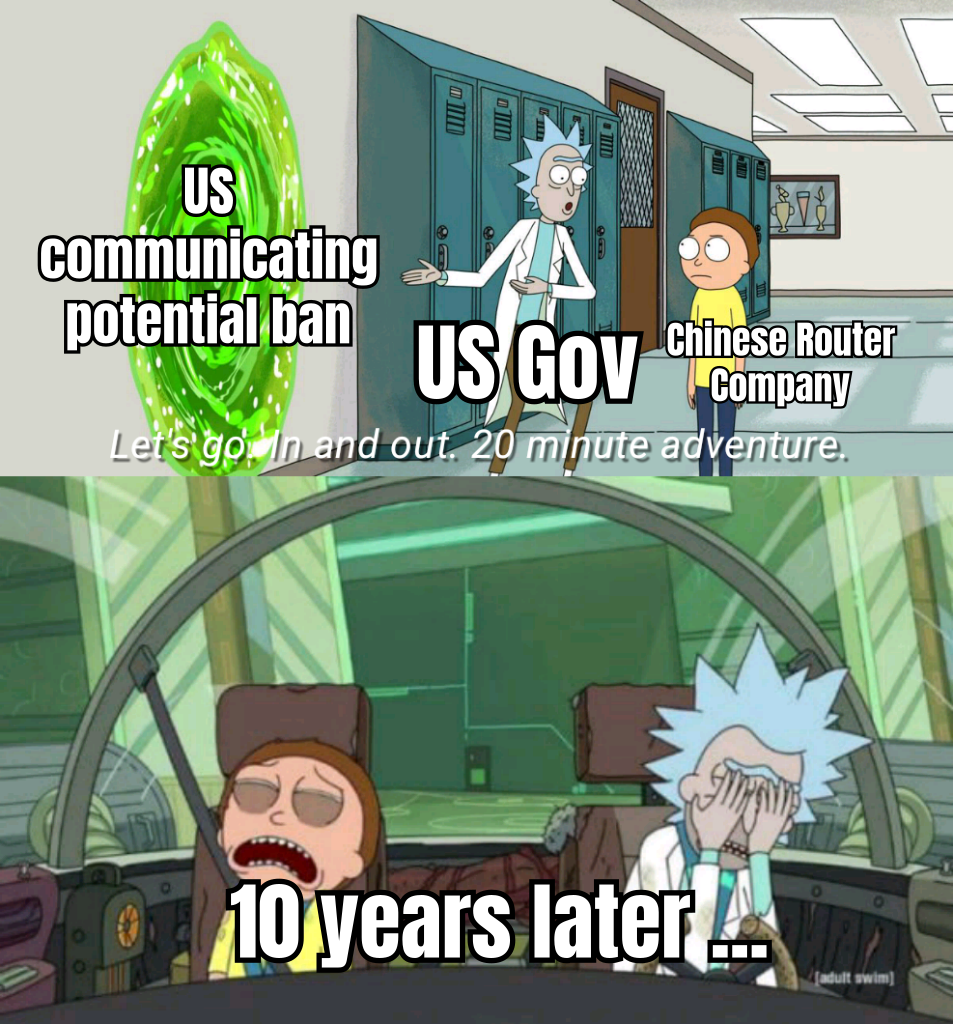 US
communicating
potential ban
US Gov
Chinese Router
Company
Let's go. In and out. 20 minute adventure.
10 years later ...
[adult swim]